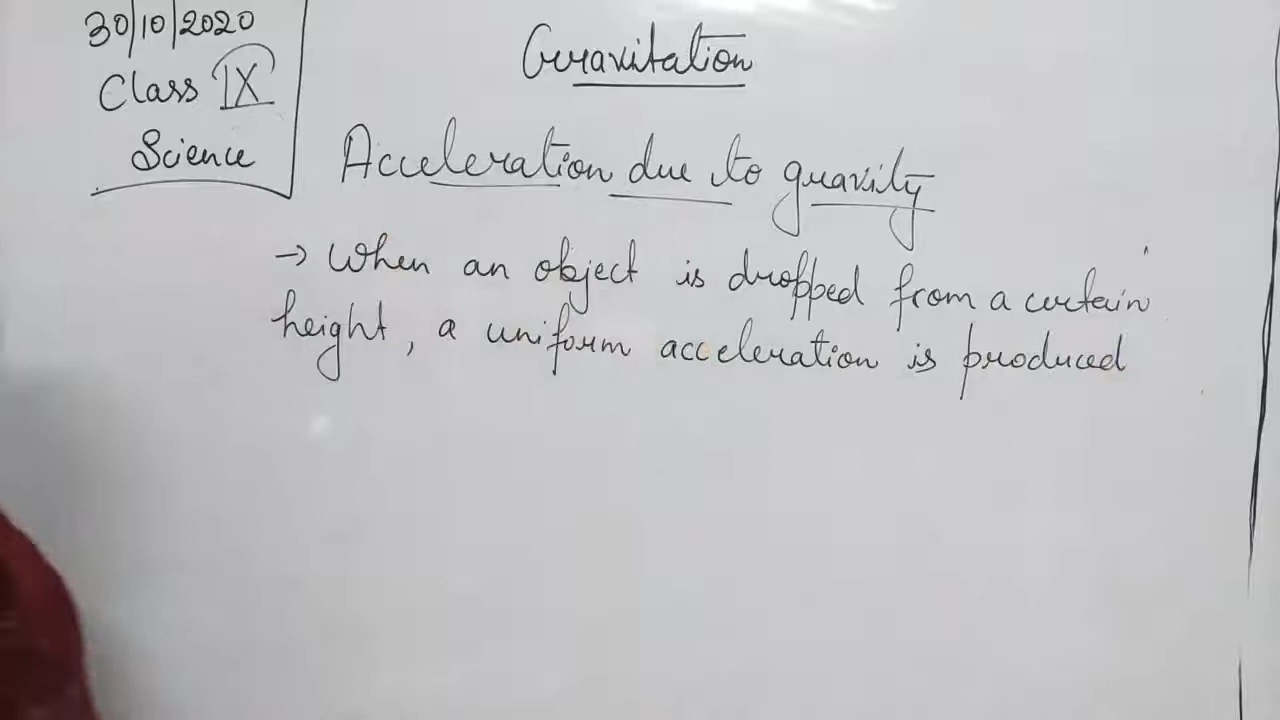 30/10/2020
Class IX
Science
Gravitation
Acceleration due to gravity
→ When an object is dropped from a certain
height, a uniform acceleration is produced